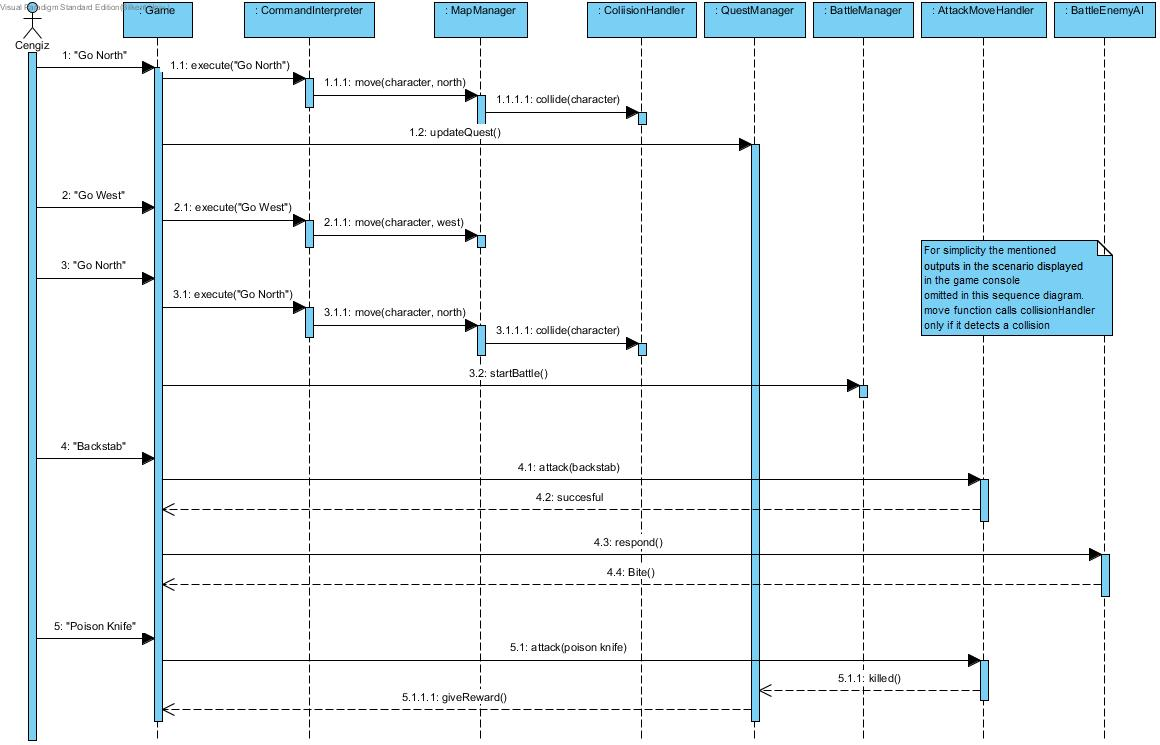 Visual Paradigm Standard Edition(Bilkent
: Game
: CommandInterpreter
: MapManager
: ColiisionHandler
: QuestManager
: BattleManager
: AttackMoveHandler
: BattleEnemyAI
Cengiz
1: "Go North"
1.1: execute("Go North")
1.1.1: move(character, north)
1.1.1.1: collide(character)
1.2: updateQuest()
2: "Go West"
2.1: execute("Go West")
2.1.1: move(character, west)
3: "Go North"
3.1: execute("Go North")
3.1.1: move(character, north)
3.1.1.1: collide(character)
For simplicity the mentioned
outputs in the scenario displayed
in the game console
omitted in this sequence diagram.
move function calls collisionHandler
only if it detects a collision
3.2: startBattle()
4: "Backstab"
4.1: attack(backstab)
4.2: succesful
4.3: respond()
4.4: Bite()
5: "Poison Knife"
5.1: attack(poison knife)
5.1.1: killed()
5.1.1.1: giveReward()